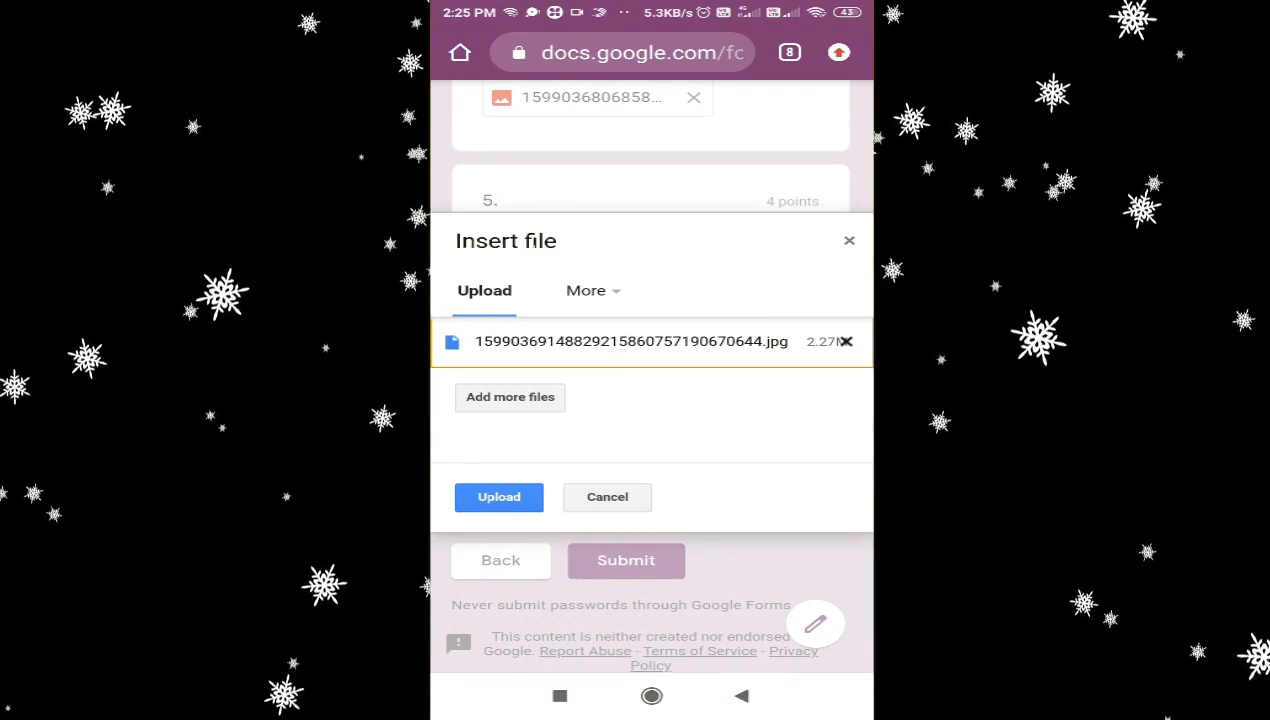 2:25 PM 5.3KB/s 43
docs.google.com/fc 8
1599036806858...
5. 4 points
Insert file
Upload More
15990369148829215860757190670644.jpg 2.27M
Add more files
Upload Cancel
Back Submit
Never submit passwords through Google Forms
This content is neither created nor endorsed
Google. Report Abuse - Terms of Service - Privacy
Policy